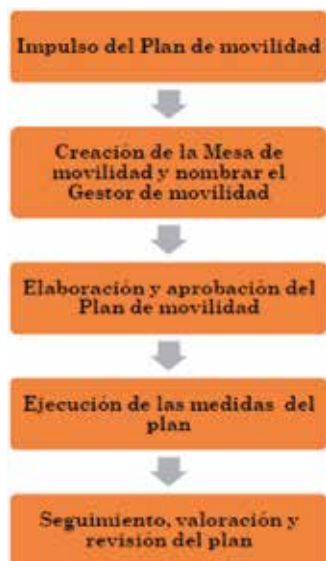 Impulso del Plan de movilidad
Creación de la Mesa de
movilidad y nombrar el
Gestor de movilidad
Elaboración y aprobación del
Plan de movilidad
Ejecución de las medidas del
plan
Seguimiento, valoración y
revisión del plan